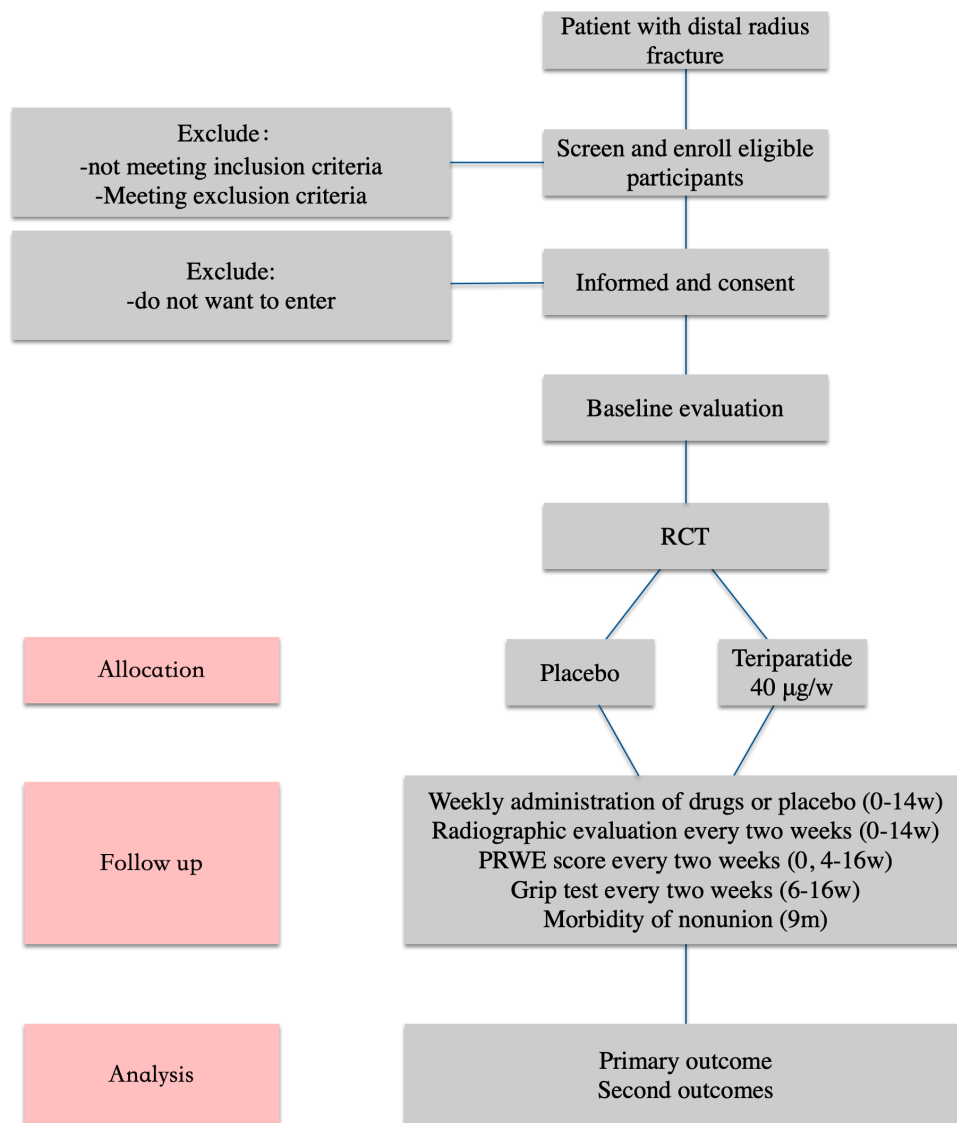 Patient with distal radius
fracture
Exclude:
-not meeting inclusion criteria
-Meeting exclusion criteria
Screen and enroll eligible
participants
Exclude:
-do not want to enter
Informed and consent
Baseline evaluation
RCT
Allocation
Placebo
Teriparatide
40 μg/w
Follow up
Weekly administration of drugs or placebo (0-14w)
Radiographic evaluation every two weeks (0-14w)
PRWE score every two weeks (0, 4-16w)
Grip test every two weeks (6-16w)
Morbidity of nonunion (9m)
Analysis
Primary outcome
Second outcomes